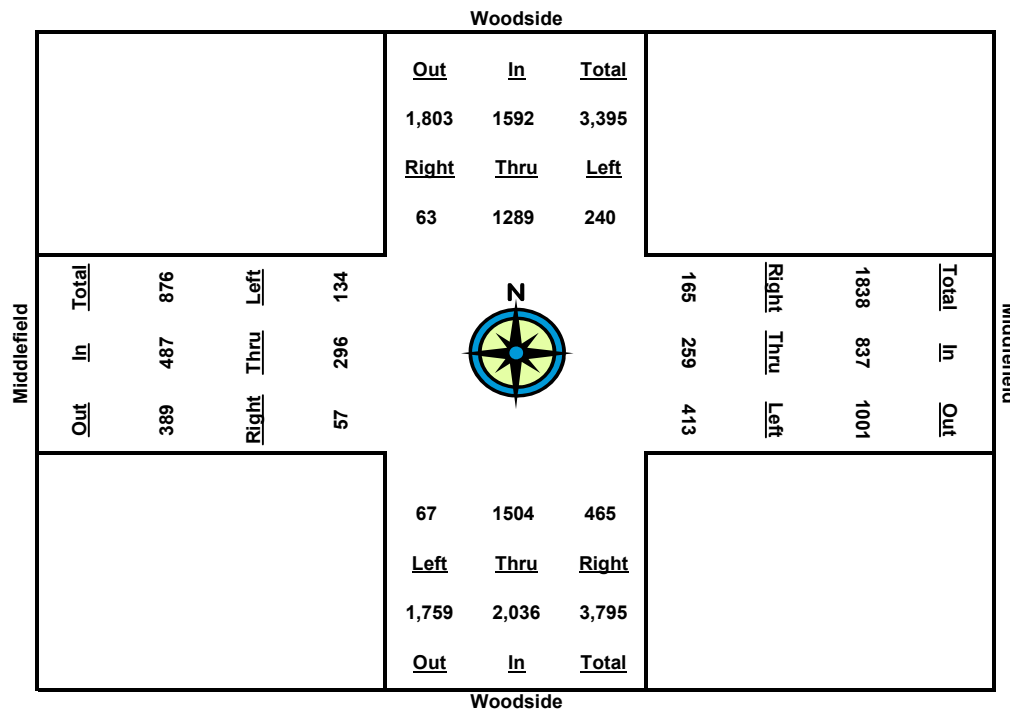 Woodside
Out In Total
1,803 1592 3,395
Right Thru Left
63 1289 240
Middlefield
Total 876 Left 134
In 487 Thru 296
Out 389 Right 57
N
165 Right 1838 Total
259 Thru 837 In
413 Left 1001 Out
Middlefield
67 1504 465
Left Thru Right
1,759 2,036 3,795
Out In Total
Woodside